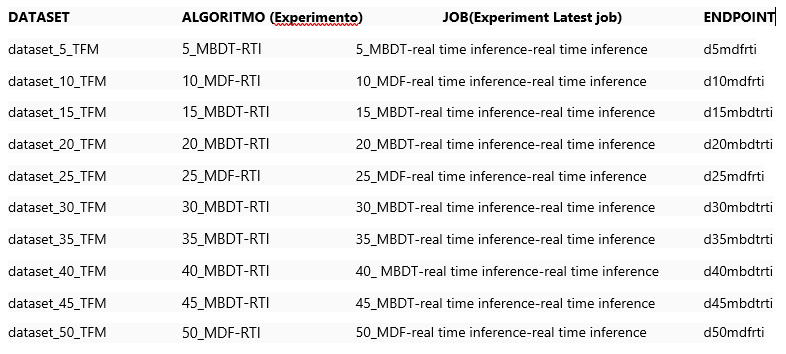 DATASET ALGORITMO (Experimento) JOB(Experiment Latest job) ENDPOINT
dataset_5_TFM 5_MBDT-RTI 5_MBDT-real time inference-real time inference d5mdfrti
dataset_10_TFM 10_MDF-RTI 10_MDF-real time inference-real time inference d10mdfrti
dataset_15_TFM 15_MBDT-RTI 15_MBDT-real time inference-real time inference d15mbdtrti
dataset_20_TFM 20_MBDT-RTI 20_MBDT-real time inference-real time inference d20mbdtrti
dataset_25_TFM 25_MDF-RTI 25_MDF-real time inference-real time inference d25mdfrti
dataset_30_TFM 30_MBDT-RTI 30_MBDT-real time inference-real time inference d30mbdtrti
dataset_35_TFM 35_MBDT-RTI 35_MBDT-real time inference-real time inference d35mbdtrti
dataset_40_TFM 40_MBDT-RTI 40_ MBDT-real time inference-real time inference d40mbdtrti
dataset_45_TFM 45_MBDT-RTI 45_MBDT-real time inference-real time inference d45mbdtrti
dataset_50_TFM 50_MDF-RTI 50_MDF-real time inference-real time inference d50mdfrti